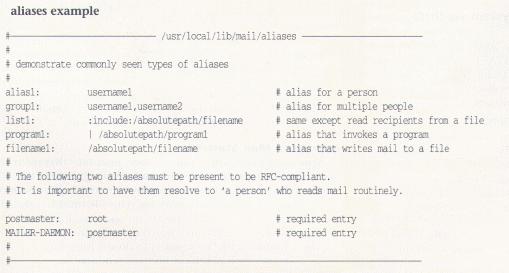 aliases example
#———————————— /usr/local/lib/mail/aliases ————————————
#
# demonstrate commonly seen types of aliases
#
alias1: username1 # alias for a person
group1: username1,username2 # alias for multiple people
list1: :include:/absolutepath/filename # same except read recipients from a file
program1: | /absolutepath/program1 # alias that invokes a program
filename1: /absolutepath/filename # alias that writes mail to a file
#
# The following two aliases must be present to be RFC-compliant.
# It is important to have them resolve to ‘a person’ who reads mail routinely.
#
postmaster: root # required entry
MAILER-DAEMON: postmaster # required entry
#
#————————————————————————————————————